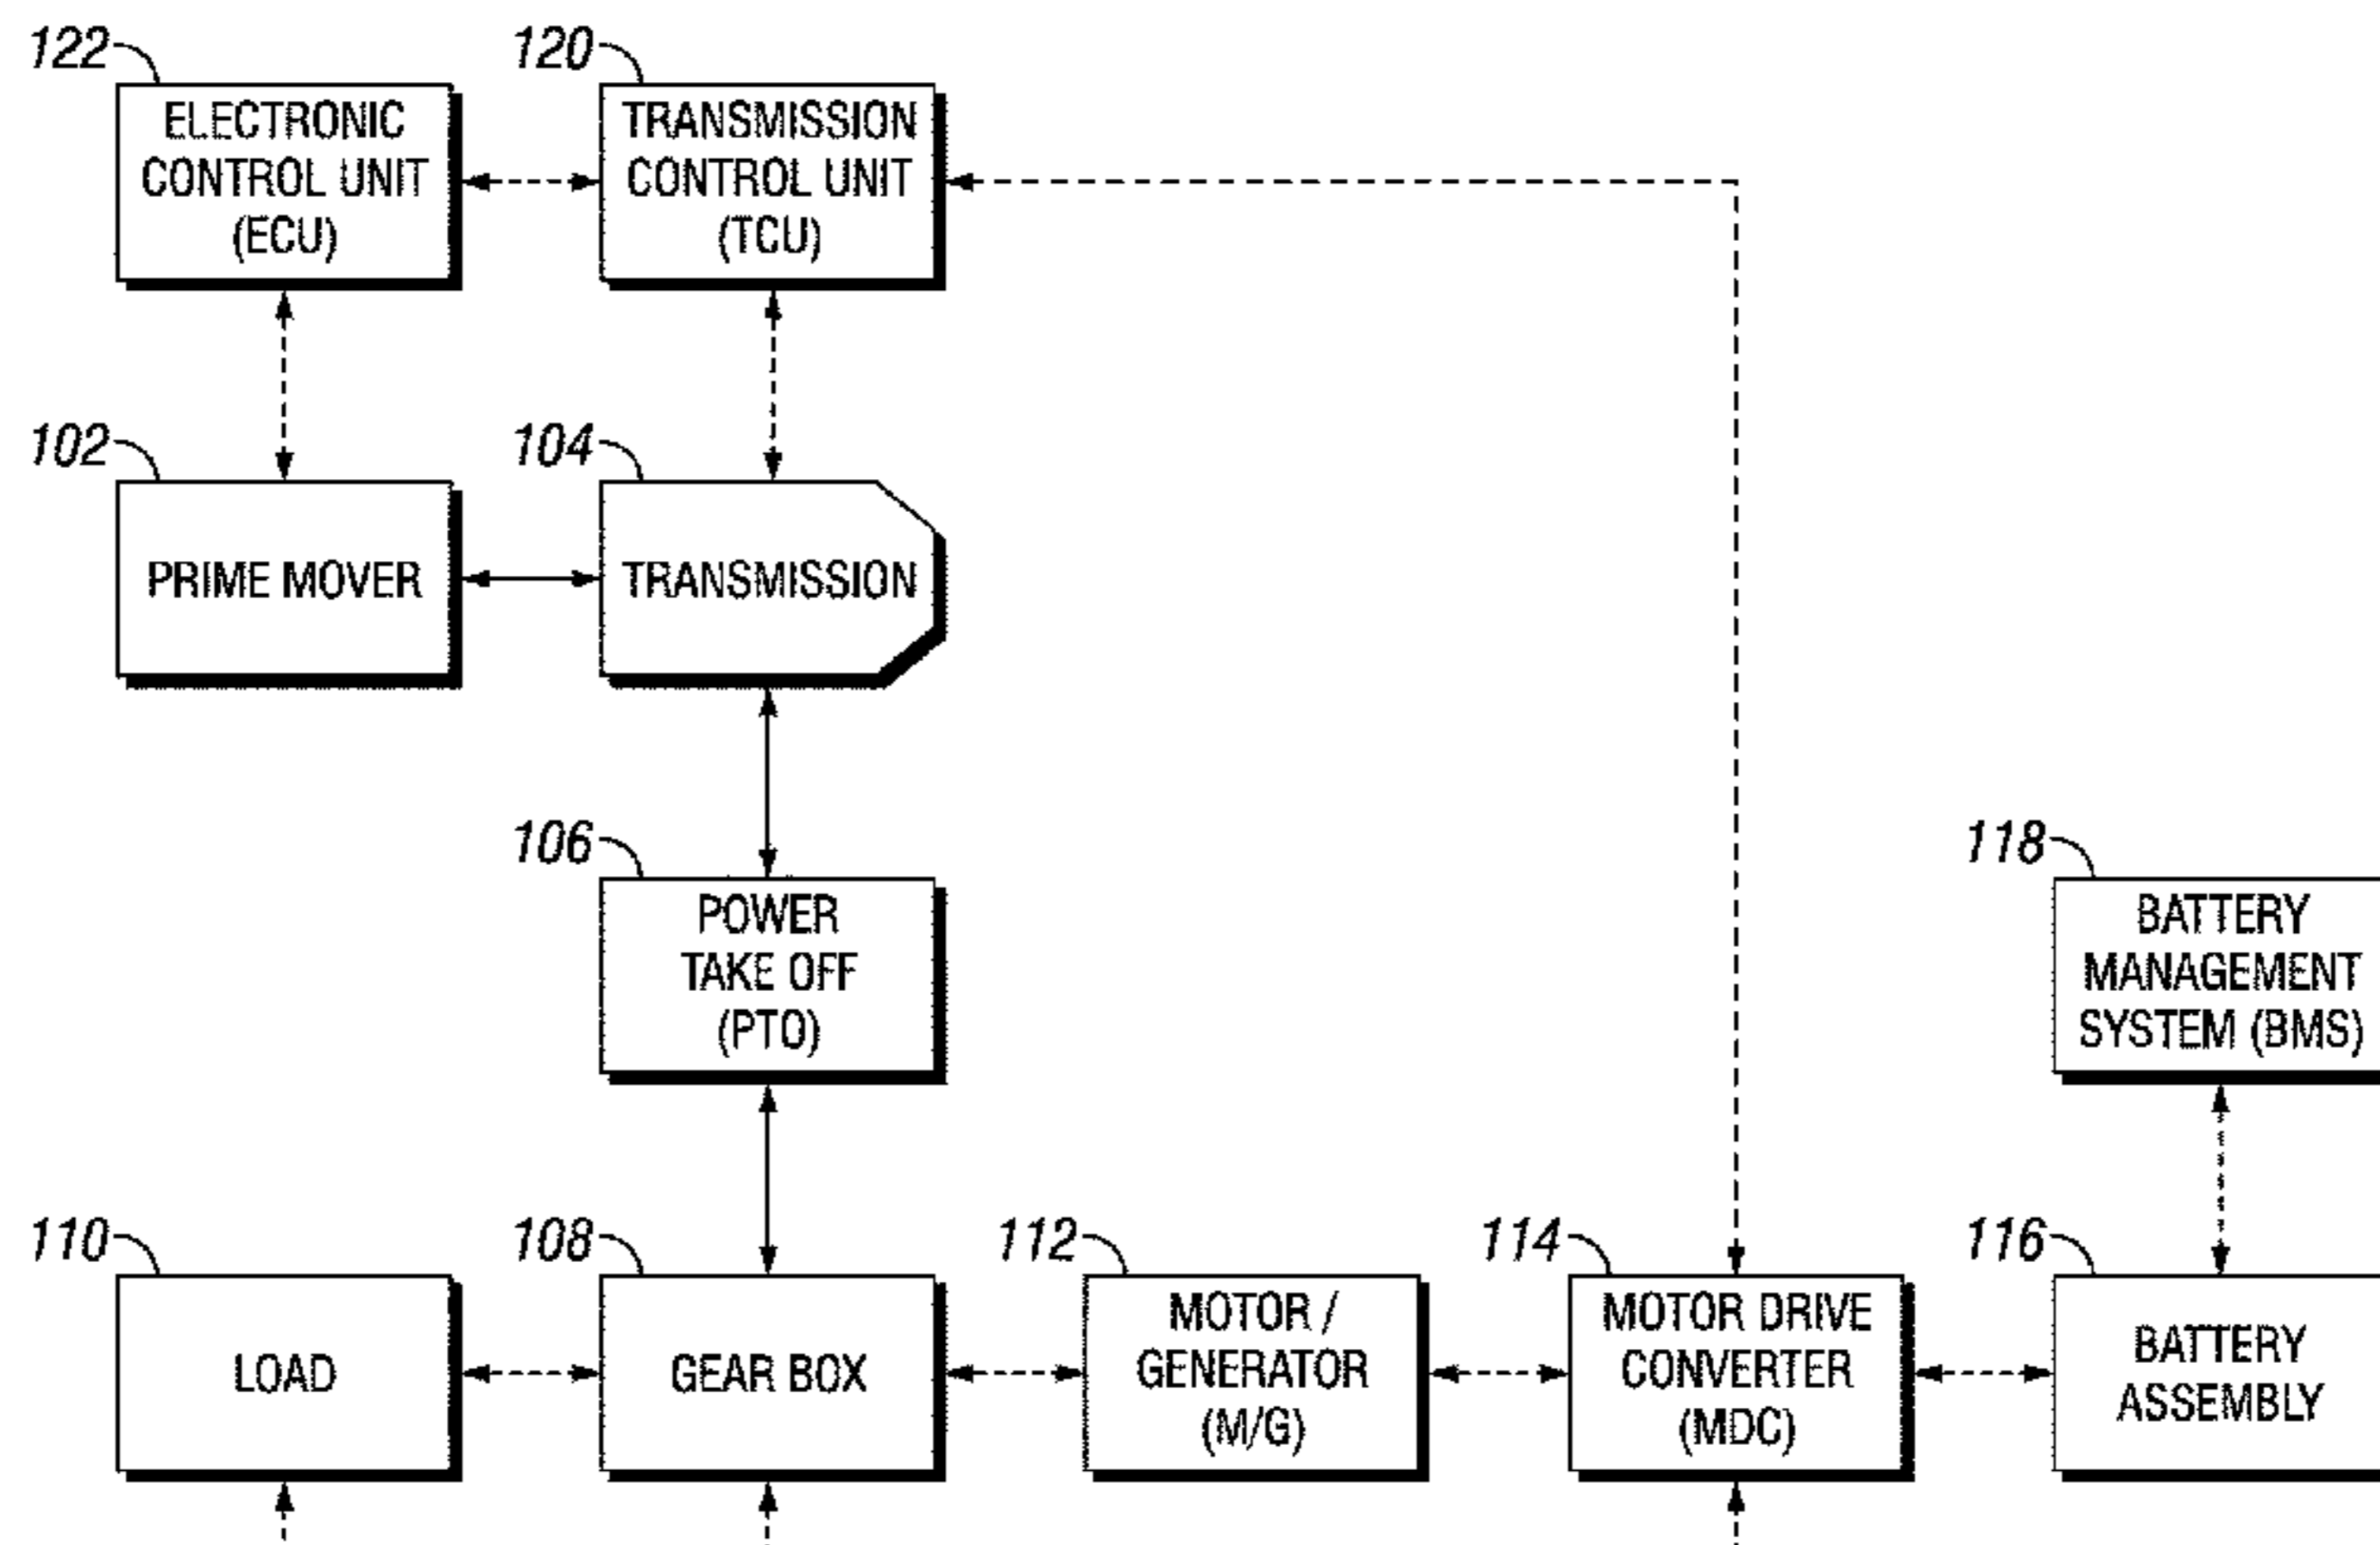 122
ELECTRONIC
CONTROL UNIT
(ECU)
120
TRANSMISSION
CONTROL UNIT
(TCU)
102
PRIME MOVER
104
TRANSMISSION
106
POWER
TAKE OFF
(PTO)
118
BATTERY
MANAGEMENT
SYSTEM (BMS)
110
LOAD
108
GEAR BOX
112
MOTOR /
GENERATOR
(M/G)
114
MOTOR DRIVE
CONVERTER
(MDC)
116
BATTERY
ASSEMBLY